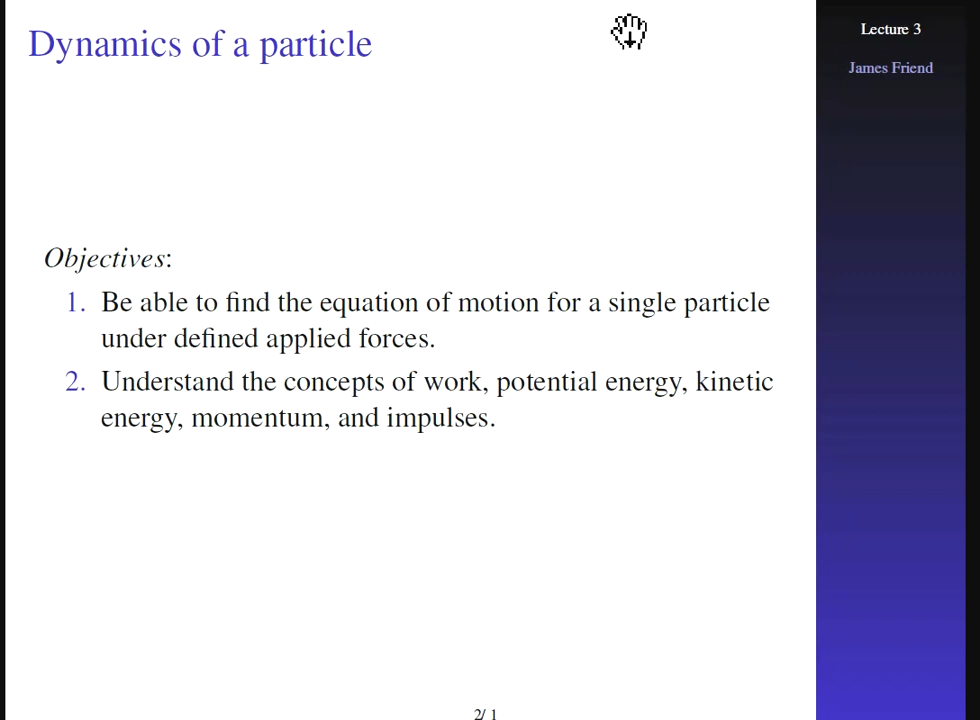 Dynamics of a particle
Lecture 3
James Friend
Objectives:
1. Be able to find the equation of motion for a single particle
under defined applied forces.
2. Understand the concepts of work, potential energy, kinetic
energy, momentum, and impulses.
2/ 1